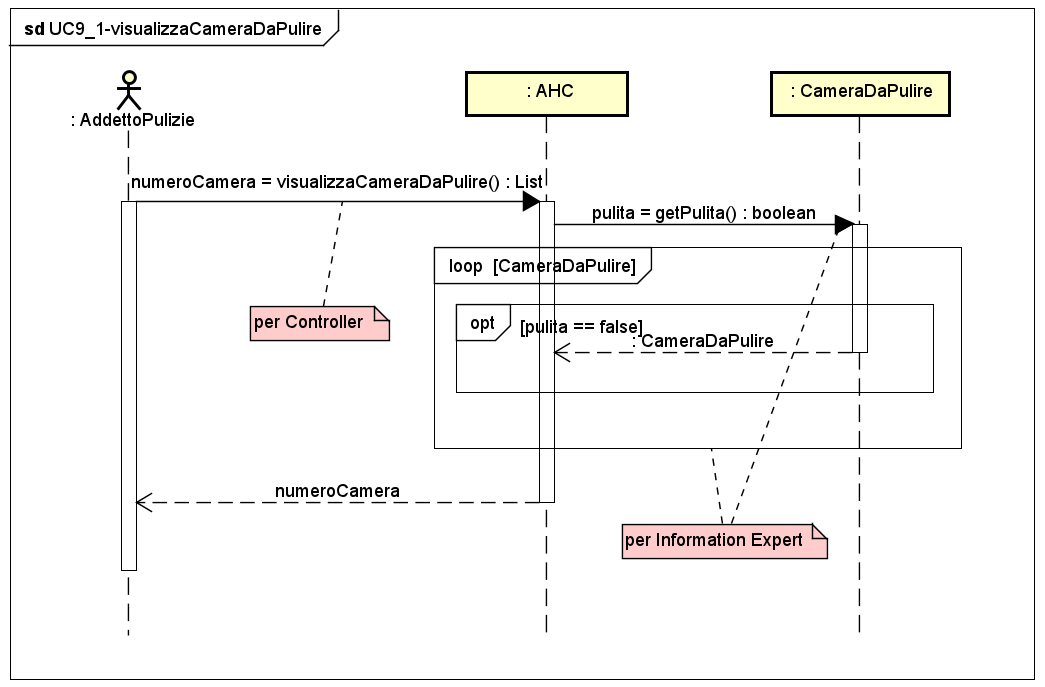 sd UC9_1-visualizzaCameraDaPulire
: AddettoPulizie
: AHC
: CameraDaPulire
numeroCamera = visualizzaCameraDaPulire() : List
pulita = getPulita() : boolean
loop [CameraDaPulire]
per Controller
opt
[pulita == false]
: CameraDaPulire
numeroCamera
per Information Expert